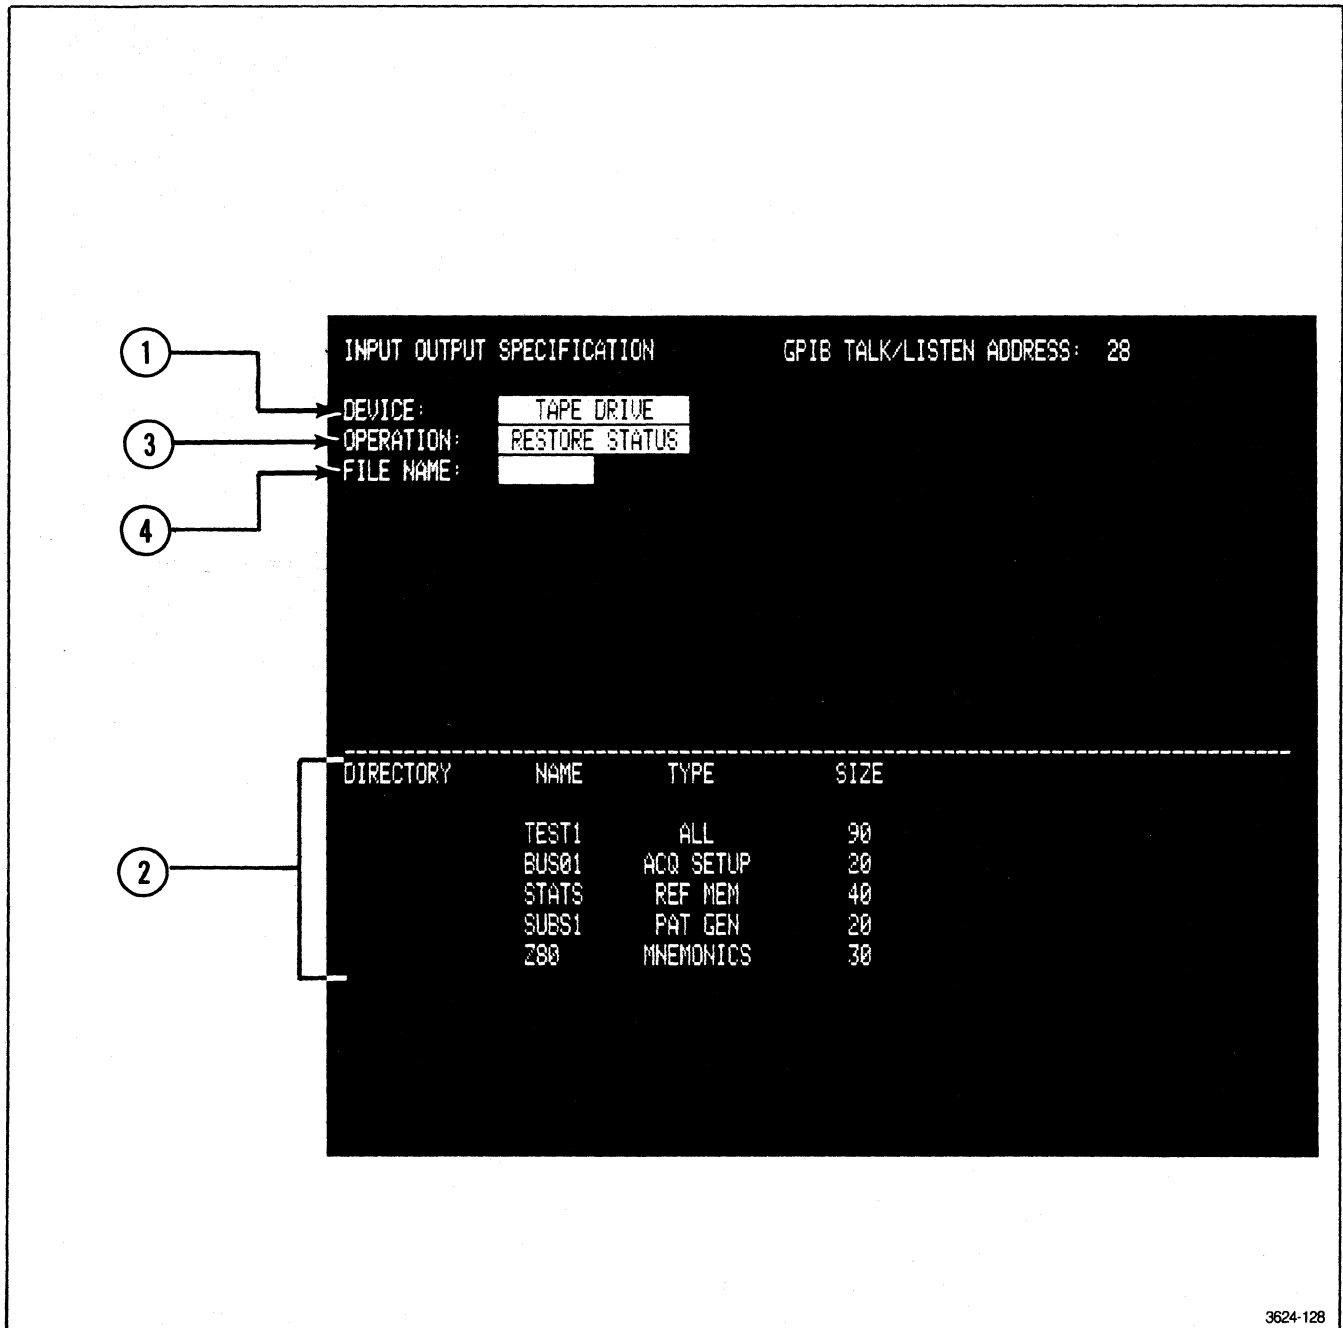 1
INPUT OUTPUT SPECIFICATION GPIB TALK/LISTEN ADDRESS: 28
DEVICE: TAPE DRIVE
3
OPERATION: RESTORE STATUS
FILE NAME:
4
DIRECTORY NAME TYPE SIZE
TEST1 ALL 90
BUS01 ACQ SETUP 20
2
STATS REF MEM 40
SUBS1 PAT GEN 20
Z80 MNEMONICS 30
3624-128